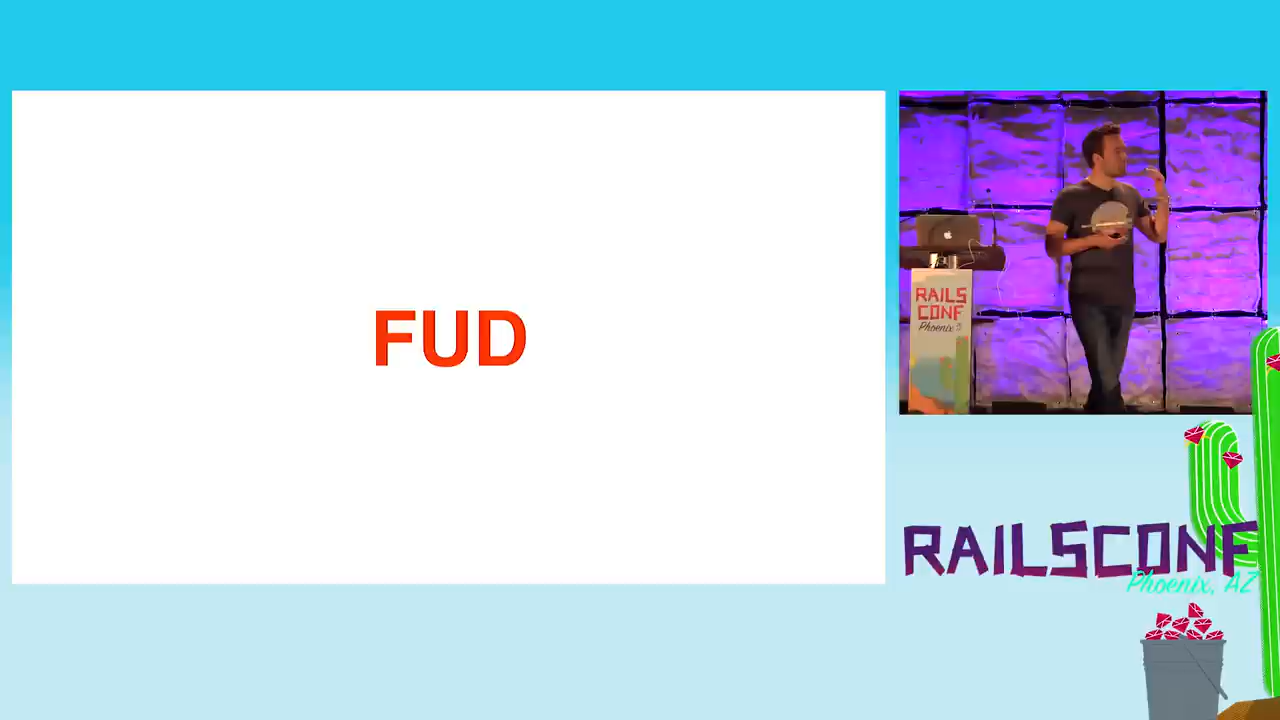 FUD
RAILS
CONF
Phoenix
RAILSCONF
Phoenix, AZ